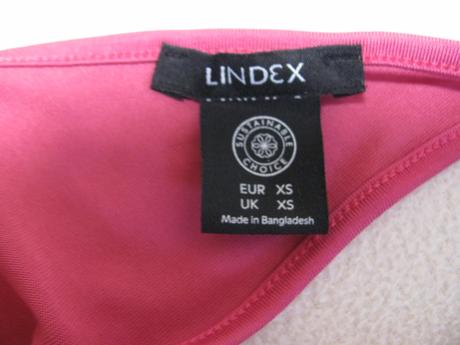 LINDEX
SUSTAINABLE
CHOICE
EUR XS
UK XS
Made in Bangladesh